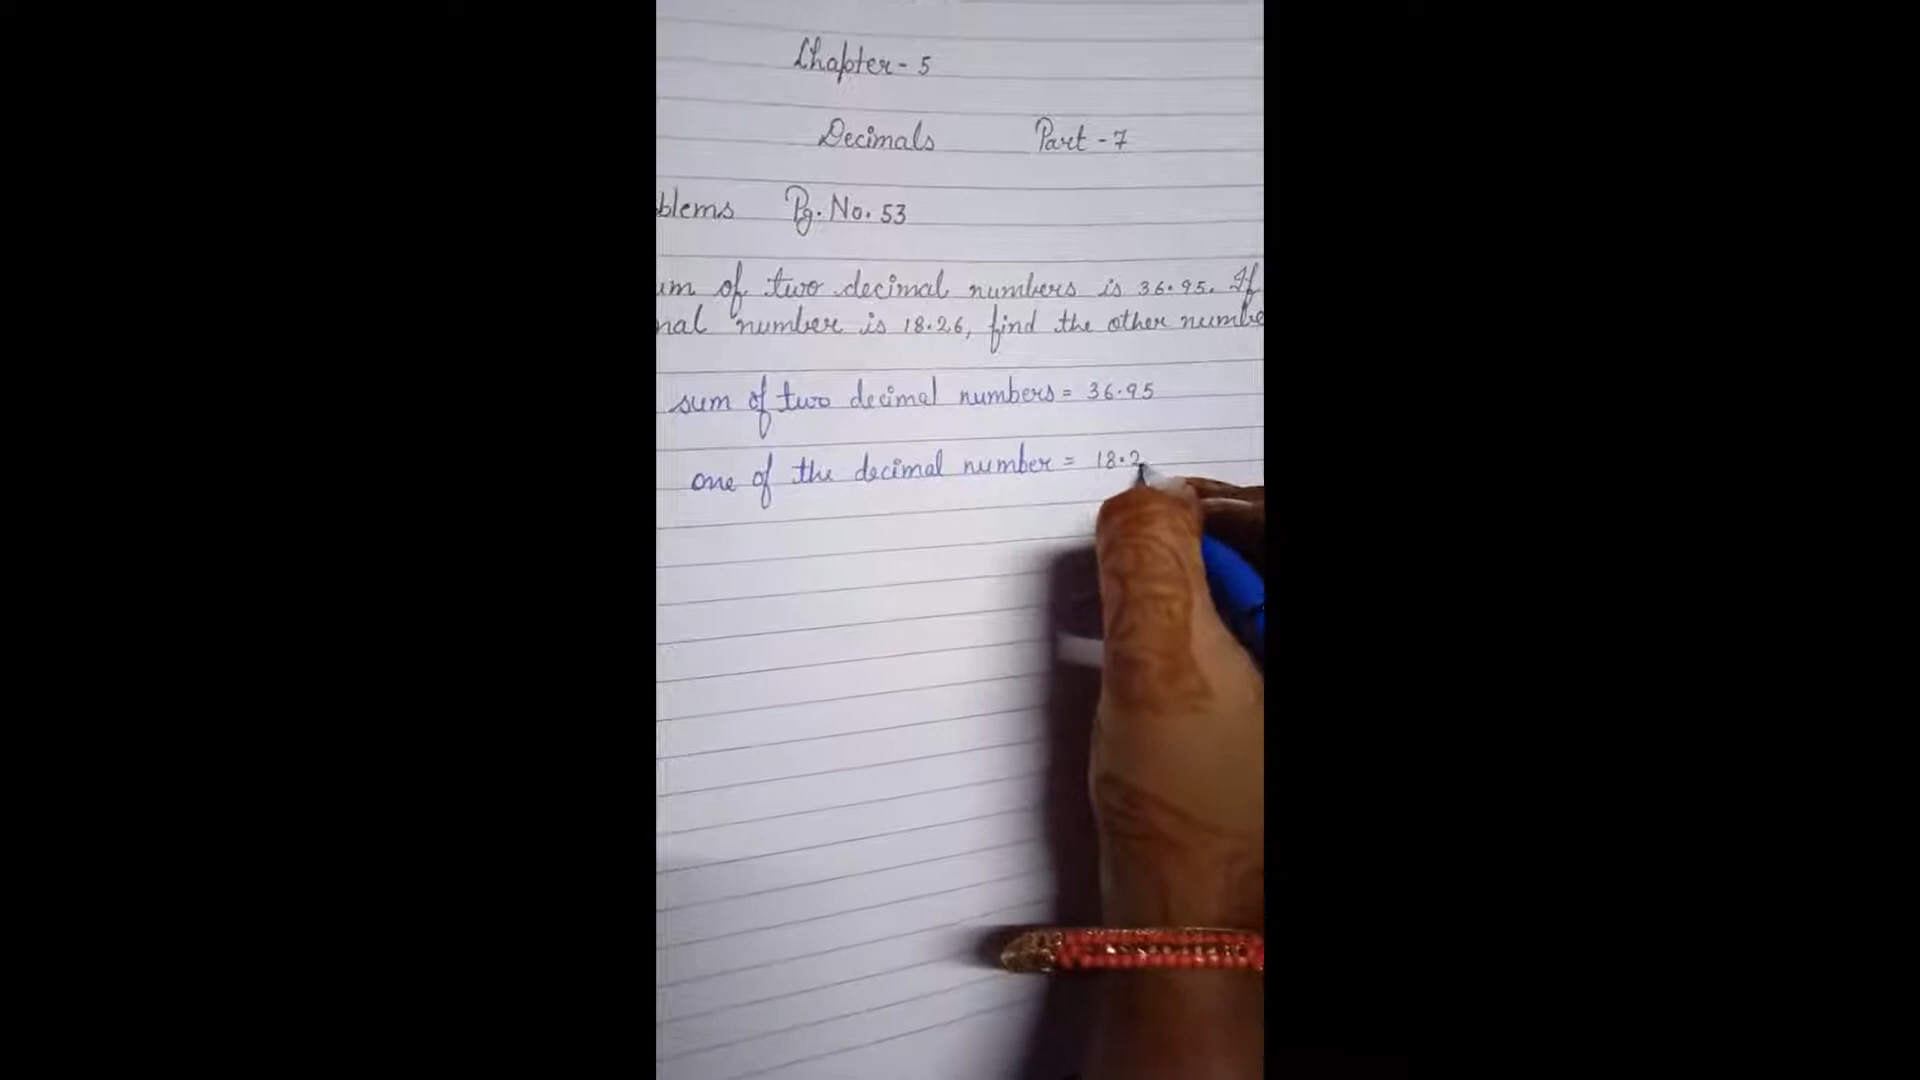 Chapter - 5
Decimals Part - 7
blems Pg. No. 53
um of two decimal numbers is 36.95. If
nal number is 18.26, find the other numbe
sum of two decimal numbers = 36.95
one of the decimal number = 18.2